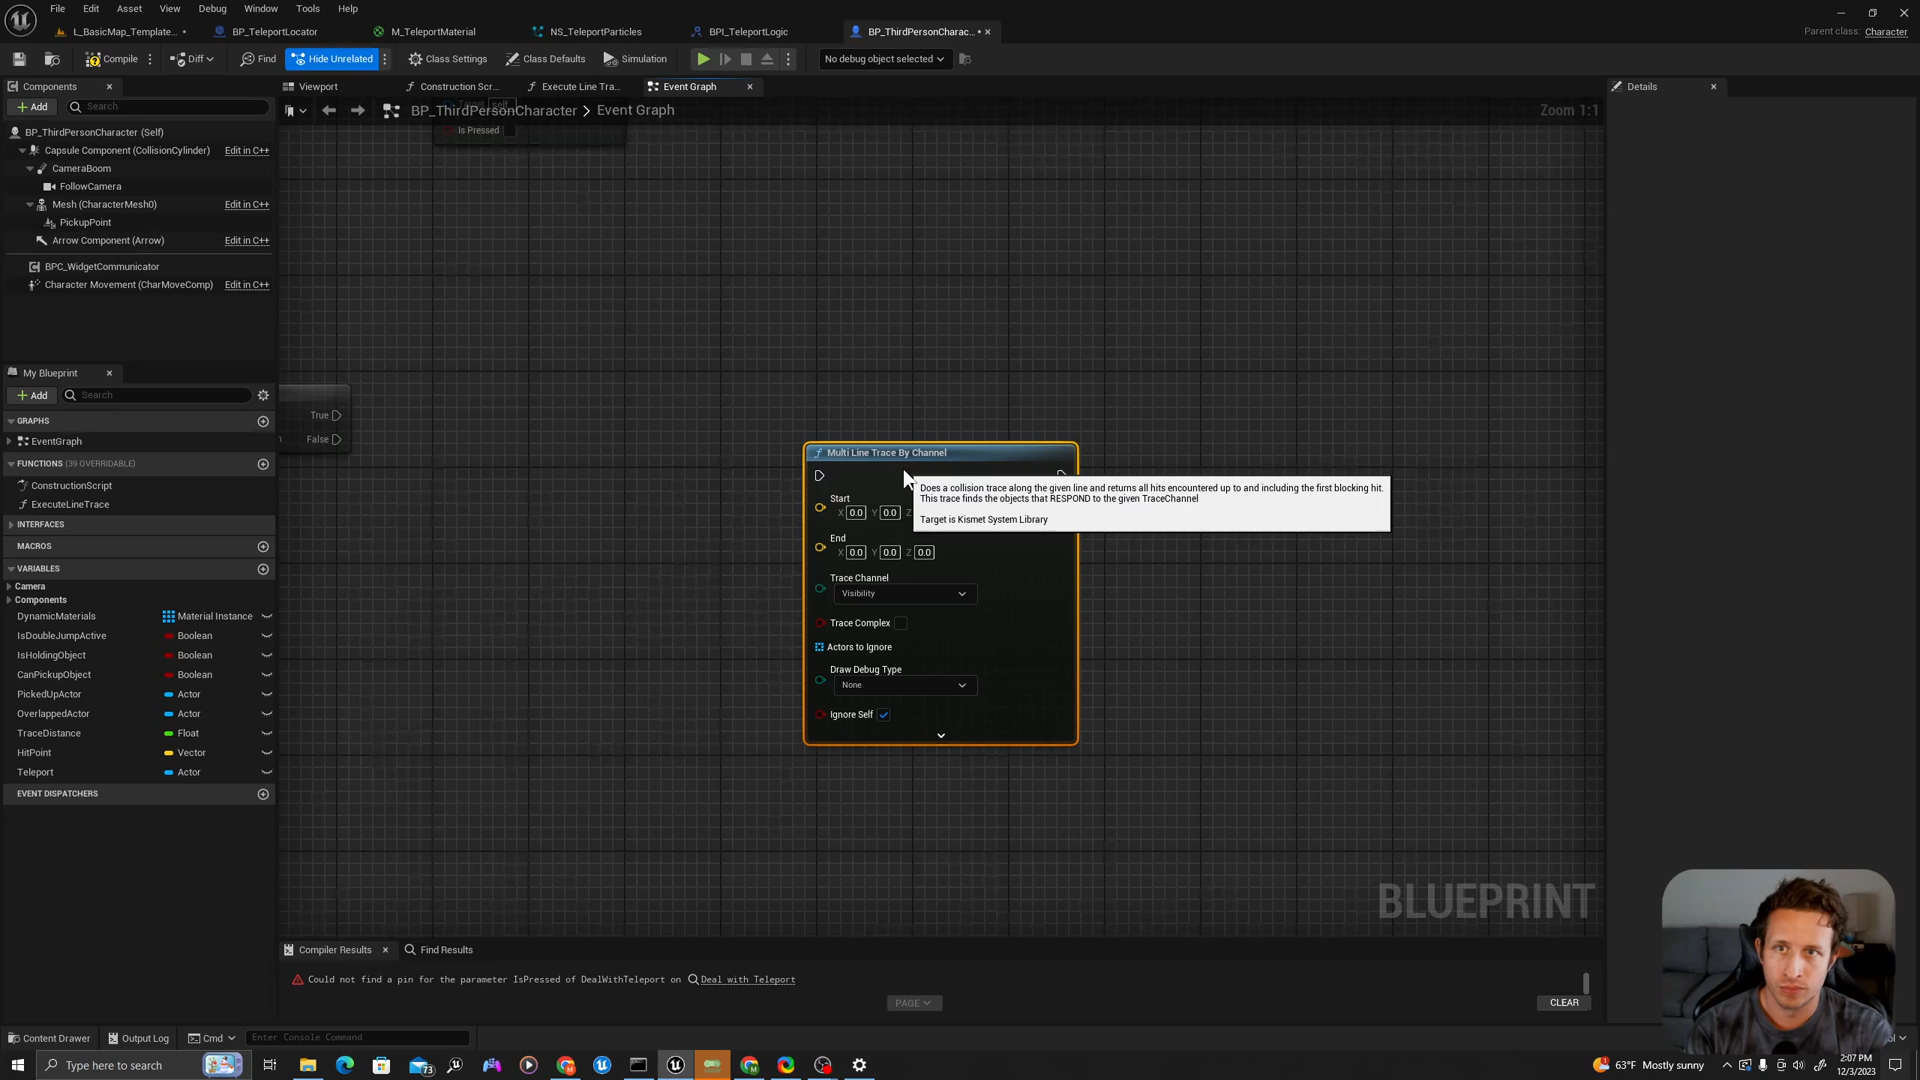 File Edit Asset View Debug Window Tools Help
L_BasicMap_Template...
BP_TeleportLocator
M_TeleportMaterial
NS_TeleportParticles
BPI_TeleportLogic
BP_ThirdPersonCharac...
Parent class: Character
Compile
Diff
Find
Hide Unrelated
Class Settings
Class Defaults
Simulation
No debug object selected
Components
Viewport
Construction Scr...
Execute Line Tra...
Event Graph
Details
Add
Search
BP_ThirdPersonCharacter > Event Graph
Zoom 1:1
Target self
Is Pressed
BP_ThirdPersonCharacter (Self)
Capsule Component (CollisionCylinder) Edit in C++
CameraBoom
FollowCamera
Mesh (CharacterMesh0) Edit in C++
PickupPoint
Arrow Component (Arrow) Edit in C++
BPC_WidgetCommunicator
Character Movement (CharMoveComp) Edit in C++
My Blueprint
Add
Search
GRAPHS
EventGraph
FUNCTIONS (39 OVERRIDABLE)
ConstructionScript
ExecuteLineTrace
INTERFACES
MACROS
VARIABLES
Camera
Components
DynamicMaterials Material Instance
IsDoubleJumpActive Boolean
IsHoldingObject Boolean
CanPickupObject Boolean
PickedUpActor Actor
OverlappedActor Actor
TraceDistance Float
HitPoint Vector
Teleport Actor
EVENT DISPATCHERS
True
False
Multi Line Trace By Channel
Start
X 0.0 Y 0.0 Z
End
X 0.0 Y 0.0 Z 0.0
Trace Channel
Visibility
Trace Complex
Actors to Ignore
Draw Debug Type
None
Ignore Self
Does a collision trace along the given line and returns all hits encountered up to and including the first blocking hit.
This trace finds the objects that RESPOND to the given TraceChannel
Target is Kismet System Library
BLUEPRINT
Compiler Results
Find Results
Could not find a pin for the parameter IsPressed of DealWithTeleport on Deal with Teleport
PAGE
CLEAR
Content Drawer
Output Log
Cmd
Enter Console Command
Type here to search
73
63°F Mostly sunny
2:07 PM
12/3/2023